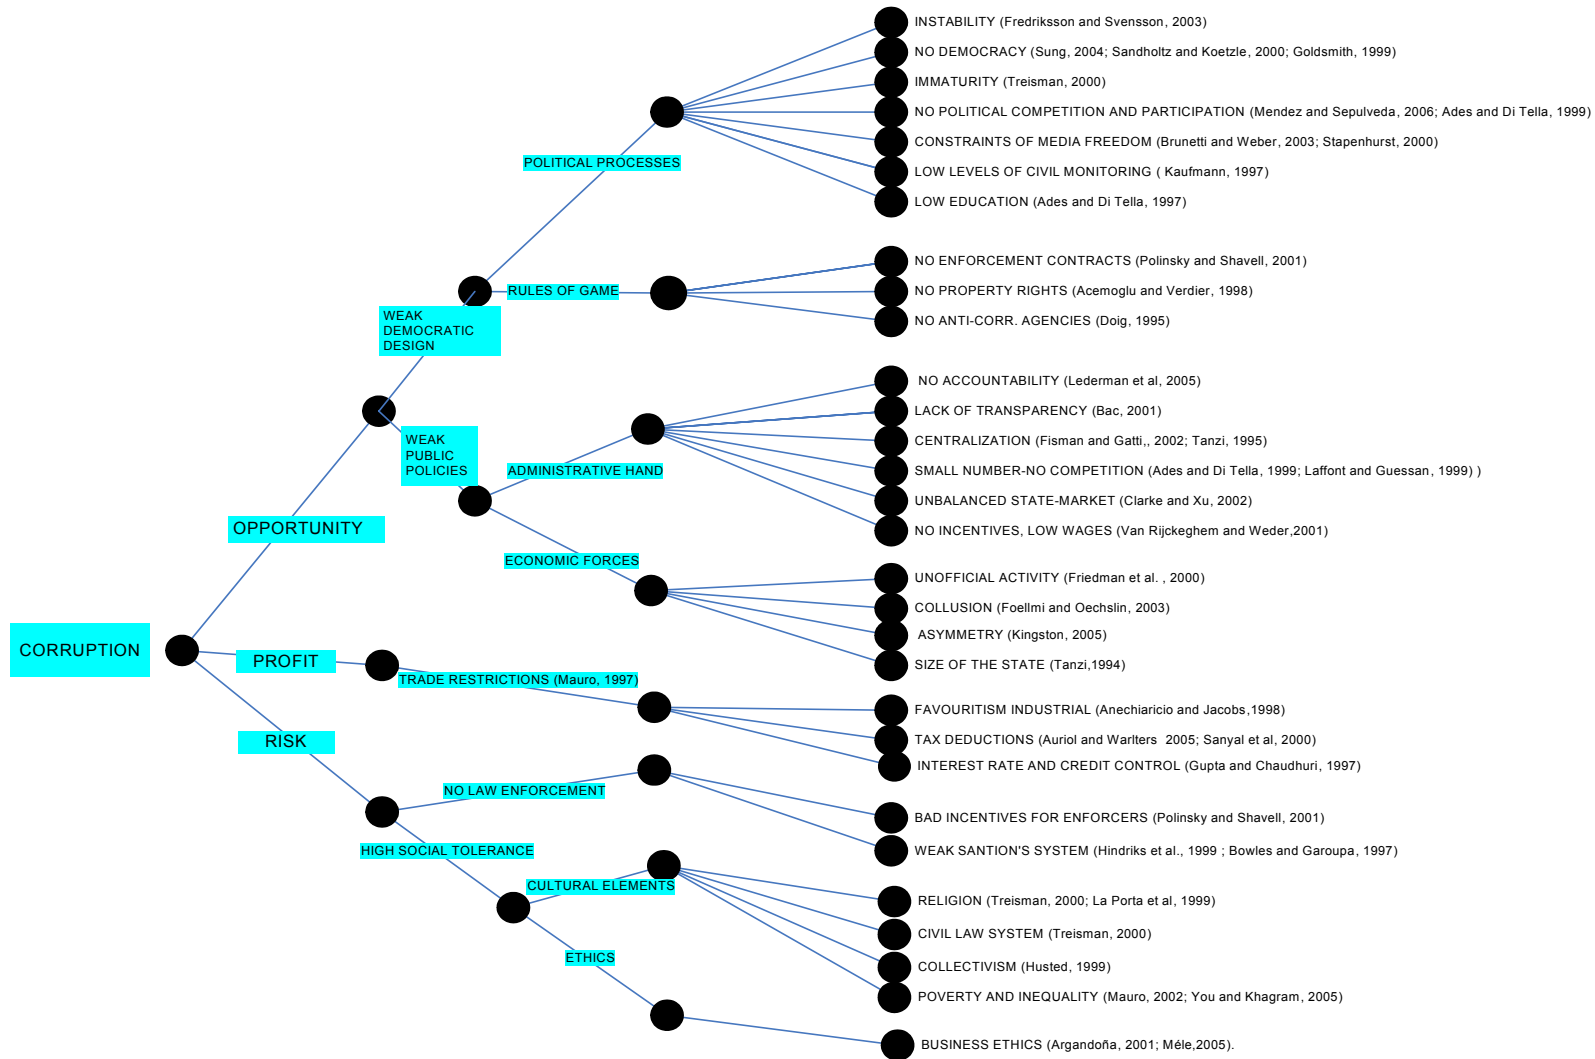 INSTABILITY (Fredriksson and Svensson, 2003)
NO DEMOCRACY (Sung, 2004; Sandholtz and Koetzle, 2000; Goldsmith, 1999)
IMMATURITY (Treisman, 2000)
NO POLITICAL COMPETITION AND PARTICIPATION (Mendez and Sepulveda, 2006; Ades and Di Tella, 1999)
CONSTRAINTS OF MEDIA FREEDOM (Brunetti and Weber, 2003; Stapenhurst, 2000)
POLITICAL PROCESSES
LOW LEVELS OF CIVIL MONITORING ( Kaufmann, 1997)
LOW EDUCATION (Ades and Di Tella, 1997)
NO ENFORCEMENT CONTRACTS (Polinsky and Shavell, 2001)
RULES OF GAME
NO PROPERTY RIGHTS (Acemoglu and Verdier, 1998)
NO ANTI-CORR. AGENCIES (Doig, 1995)
WEAK
DEMOCRATIC
DESIGN
NO ACCOUNTABILITY (Lederman et al, 2005)
LACK OF TRANSPARENCY (Bac, 2001)
WEAK
PUBLIC
POLICIES
CENTRALIZATION (Fisman and Gatti,, 2002; Tanzi, 1995)
ADMINISTRATIVE HAND
SMALL NUMBER-NO COMPETITION (Ades and Di Tella, 1999; Laffont and Guessan, 1999) )
UNBALANCED STATE-MARKET (Clarke and Xu, 2002)
OPPORTUNITY
NO INCENTIVES, LOW WAGES (Van Rijckeghem and Weder,2001)
ECONOMIC FORCES
UNOFFICIAL ACTIVITY (Friedman et al. , 2000)
COLLUSION (Foellmi and Oechslin, 2003)
ASYMMETRY (Kingston, 2005)
CORRUPTION
PROFIT
SIZE OF THE STATE (Tanzi,1994)
TRADE RESTRICTIONS (Mauro, 1997)
FAVOURITISM INDUSTRIAL (Anechiaricio and Jacobs,1998)
RISK
TAX DEDUCTIONS (Auriol and Warlters 2005; Sanyal et al, 2000)
INTEREST RATE AND CREDIT CONTROL (Gupta and Chaudhuri, 1997)
NO LAW ENFORCEMENT
BAD INCENTIVES FOR ENFORCERS (Polinsky and Shavell, 2001)
HIGH SOCIAL TOLERANCE
WEAK SANTION'S SYSTEM (Hindriks et al., 1999 ; Bowles and Garoupa, 1997)
CULTURAL ELEMENTS
RELIGION (Treisman, 2000; La Porta et al, 1999)
CIVIL LAW SYSTEM (Treisman, 2000)
ETHICS
COLLECTIVISM (Husted, 1999)
POVERTY AND INEQUALITY (Mauro, 2002; You and Khagram, 2005)
BUSINESS ETHICS (Argandoña, 2001; Méle,2005).